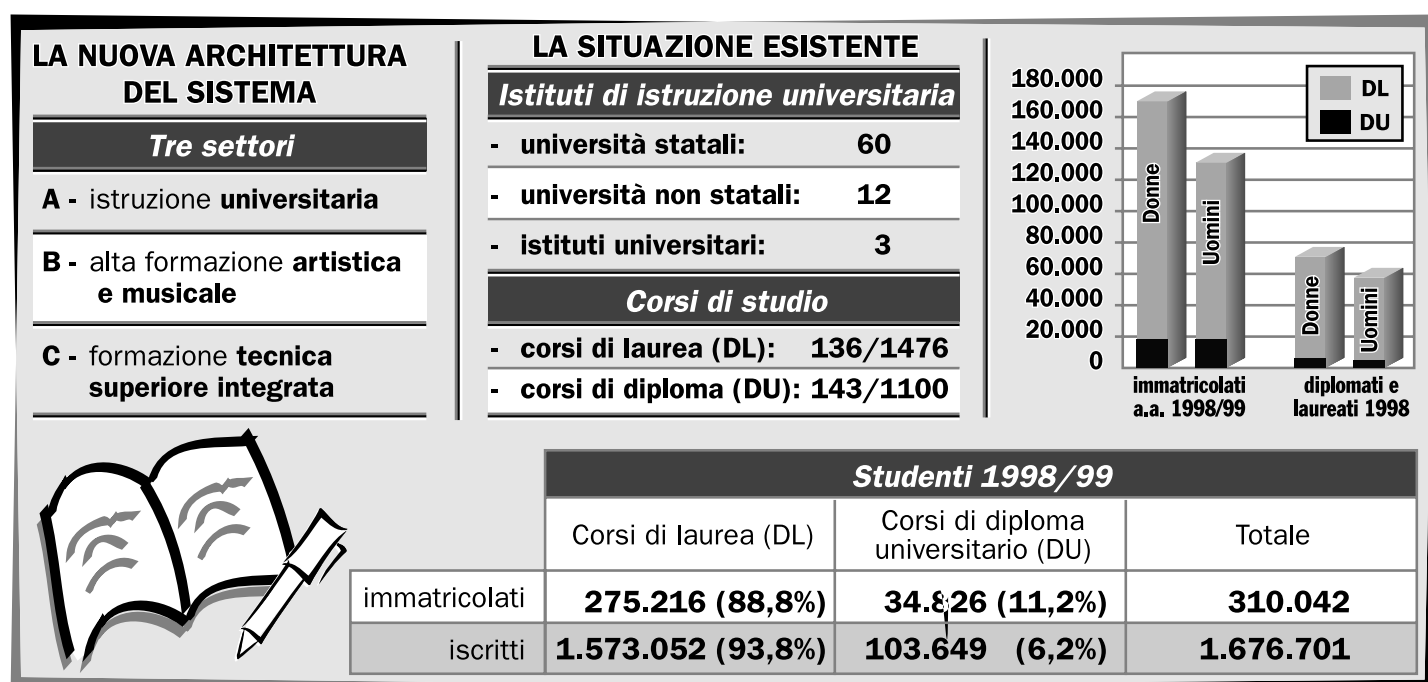 LA NUOVA ARCHITETTURA
DEL SISTEMA
Tre settori
A - istruzione universitaria
B - alta formazione artistica
e musicale
C - formazione tecnica
superiore integrata
LA SITUAZIONE ESISTENTE
Istituti di istruzione universitaria
- università statali: 60
- università non statali: 12
- istituti universitari: 3
Corsi di studio
- corsi di laurea (DL): 136/1476
- corsi di diploma (DU): 143/1100
180.000
160.000
140.000
120.000
100.000
80.000
60.000
40.000
20.000
0
DL
DU
Donne
Uomini
Donne
Uomini
immatricolati
a.a. 1998/99
diplomati e
laureati 1998
Studenti 1998/99
Corsi di laurea (DL)
Corsi di diploma
universitario (DU)
Totale
immatricolati 275.216 (88,8%) 34.826 (11,2%) 310.042
iscritti 1.573.052 (93,8%) 103.649 (6,2%) 1.676.701